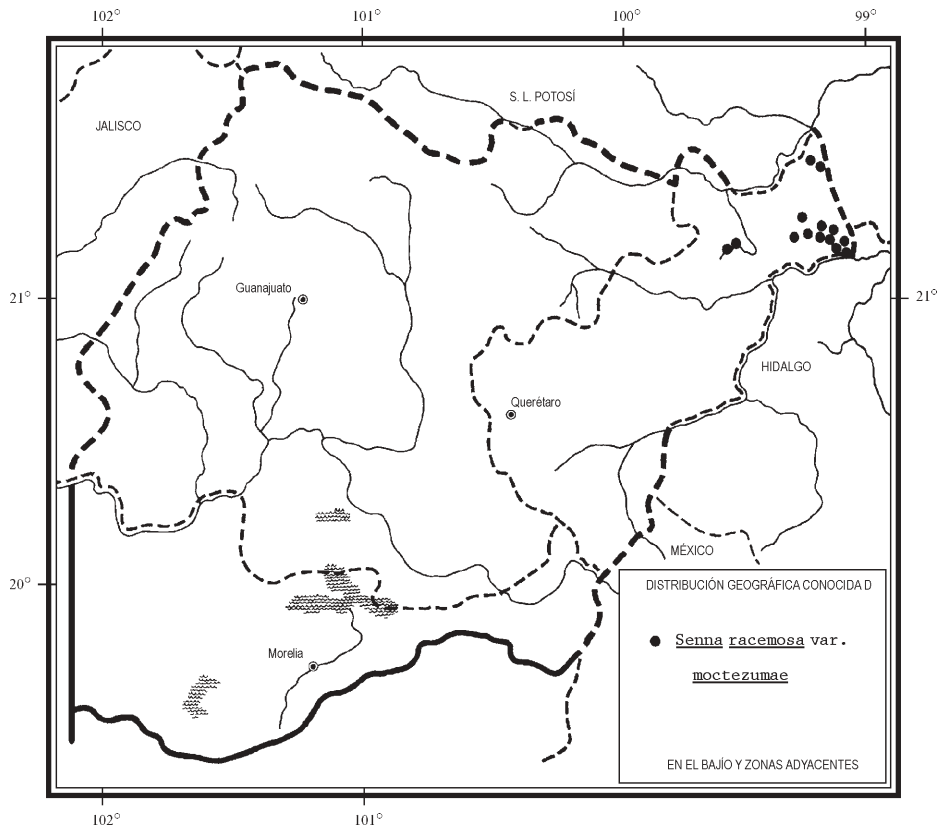 102° 101° 100° 99°
S. L. POTOSÍ
JALISCO
Guanajuato
21° 21°
HIDALGO
Querétaro
MÉXICO
20°
DISTRIBUCIÓN GEOGRÁFICA CONOCIDA D
Senna racemosa var.
moctezumae
Morelia
EN EL BAJÍO Y ZONAS ADYACENTES
102° 101°